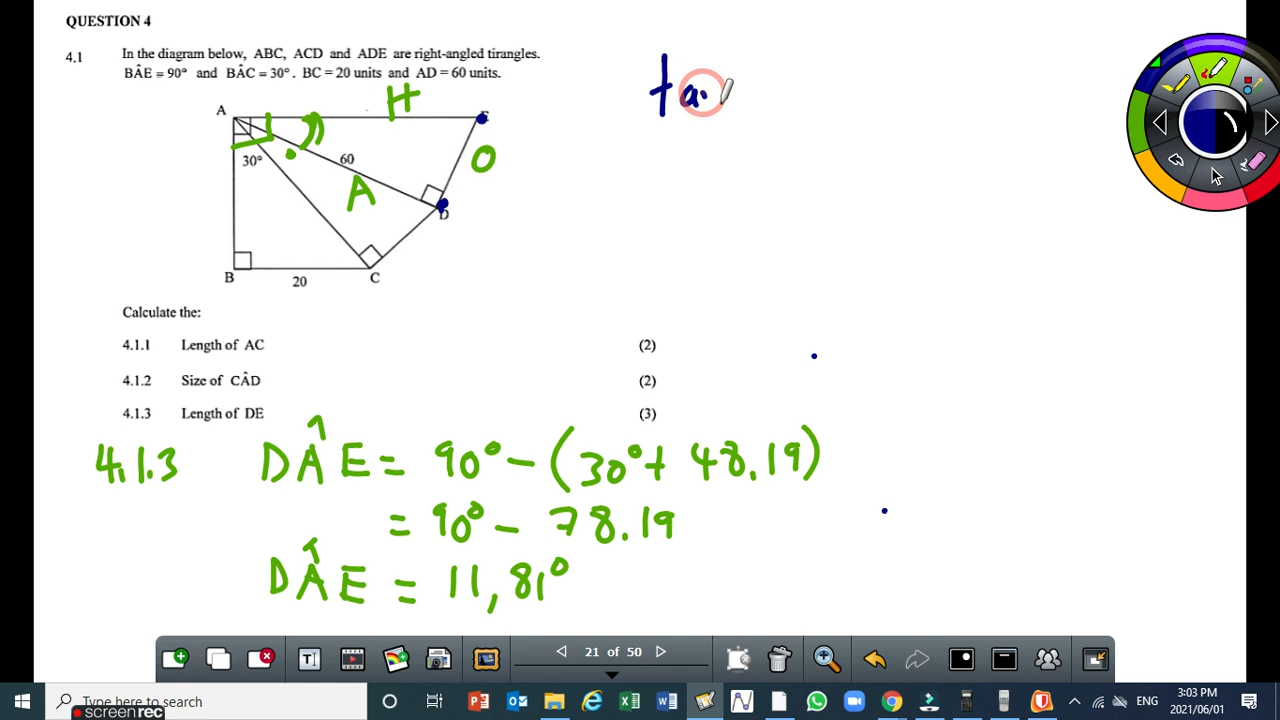 QUESTION 4
4.1 In the diagram below, ABC, ACD and ADE are right-angled tirangles.
BÂE = 90° and BÂC = 30°. BC = 20 units and AD = 60 units.
ta
A
H
E
O
30°
60
A
D
B
20
C
Calculate the:
4.1.1 Length of AC (2)
4.1.2 Size of CÂD (2)
4.1.3 Length of DE (3)
4.1.3 DÂE = 90° - (30° + 48.19)
= 90° - 78.19
DÂE = 11,81°
21 of 50
Type here to search
screenrec
ENG
3:03 PM
2021/06/01